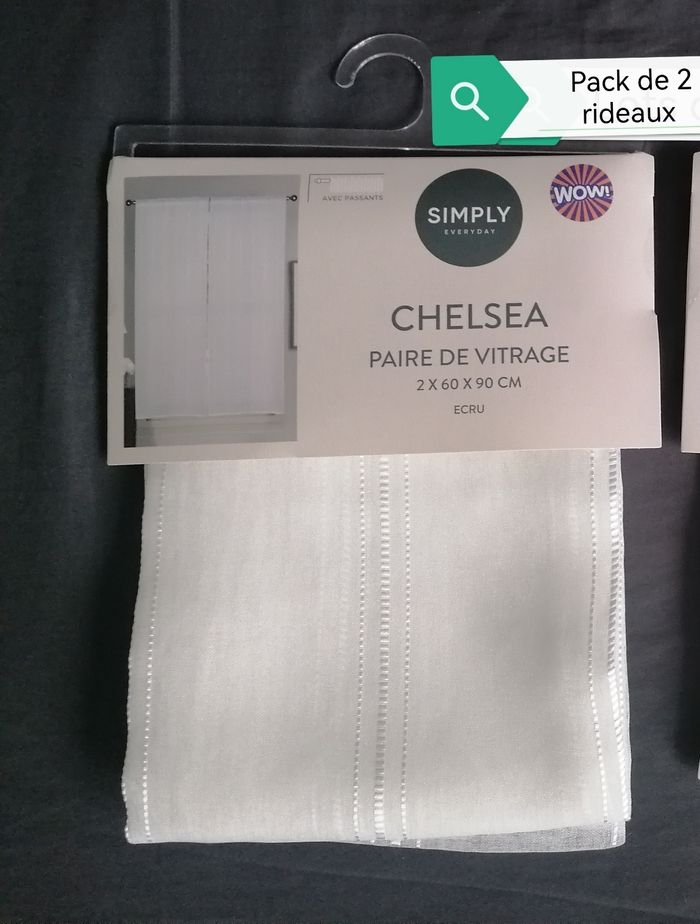 Pack de 2
rideaux
AVEC PASSANTS
SIMPLY
EVERYDAY
WOW!
CHELSEA
PAIRE DE VITRAGE
2 X 60 X 90 CM
ECRU